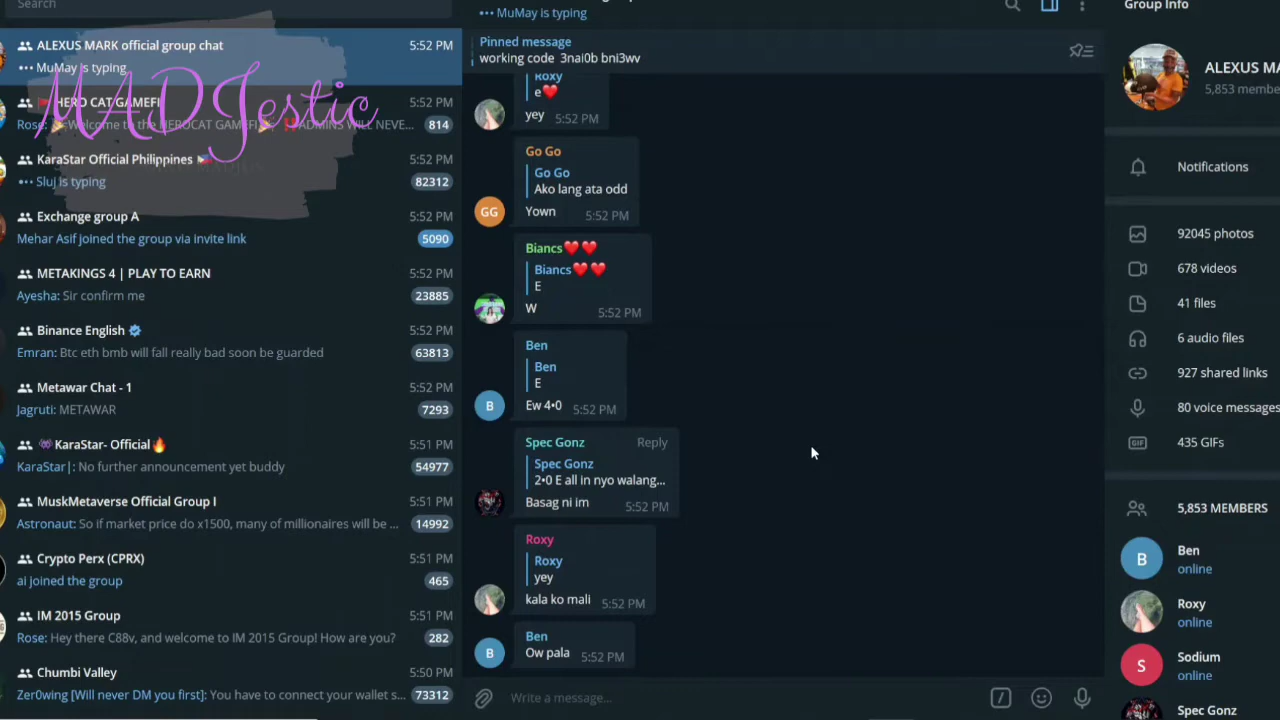 Search
ALEXUS MARK official group chat 5:52 PM
MuMay is typing
HERO CAT GAMEFI 5:52 PM
Rose: 🎉Welcome to the HEROCAT GAMEFI🎉 ‼️ADMINS WILL NEVE... 814
MADJestic
KaraStar Official Philippines 🇵🇭 5:52 PM
Sluj is typing 82312
Exchange group A 5:52 PM
Mehar Asif joined the group via invite link 5090
METAKINGS 4 | PLAY TO EARN 5:52 PM
Ayesha: Sir confirm me 23885
Binance English 5:52 PM
Emran: Btc eth bmb will fall really bad soon be guarded 63813
Metawar Chat - 1 5:52 PM
Jagruti: METAWAR 7293
👾KaraStar- Official🔥 5:51 PM
KaraStar|: No further announcement yet buddy 54977
MuskMetaverse Official Group I 5:51 PM
Astronaut: So if market price do x1500, many of millionaires will be ... 14992
Crypto Perx (CPRX) 5:51 PM
ai joined the group 465
IM 2015 Group 5:51 PM
Rose: Hey there C88v, and welcome to IM 2015 Group! How are you? 282
Chumbi Valley 5:50 PM
Zer0wing [Will never DM you first]: You have to connect your wallet s... 73312
MuMay is typing
Pinned message
working code 3nai0b bni3wv
Roxy
e❤️
yey 5:52 PM
Go Go
Go Go
Ako lang ata odd
GG
Yown 5:52 PM
Biancs❤️❤️
Biancs❤️❤️
E
W 5:52 PM
Ben
Ben
E
B
Ew 4•0 5:52 PM
Spec Gonz Reply
Spec Gonz
2•0 E all in nyo walang...
Basag ni im 5:52 PM
Roxy
Roxy
yey
kala ko mali 5:52 PM
Ben
B
Ow pala 5:52 PM
Write a message...
Group Info
ALEXUS MA
5,853 membe
Notifications
92045 photos
678 videos
41 files
6 audio files
927 shared links
80 voice messages
GIF
435 GIFs
5,853 MEMBERS
B
Ben
online
Roxy
online
S
Sodium
online
Spec Gonz